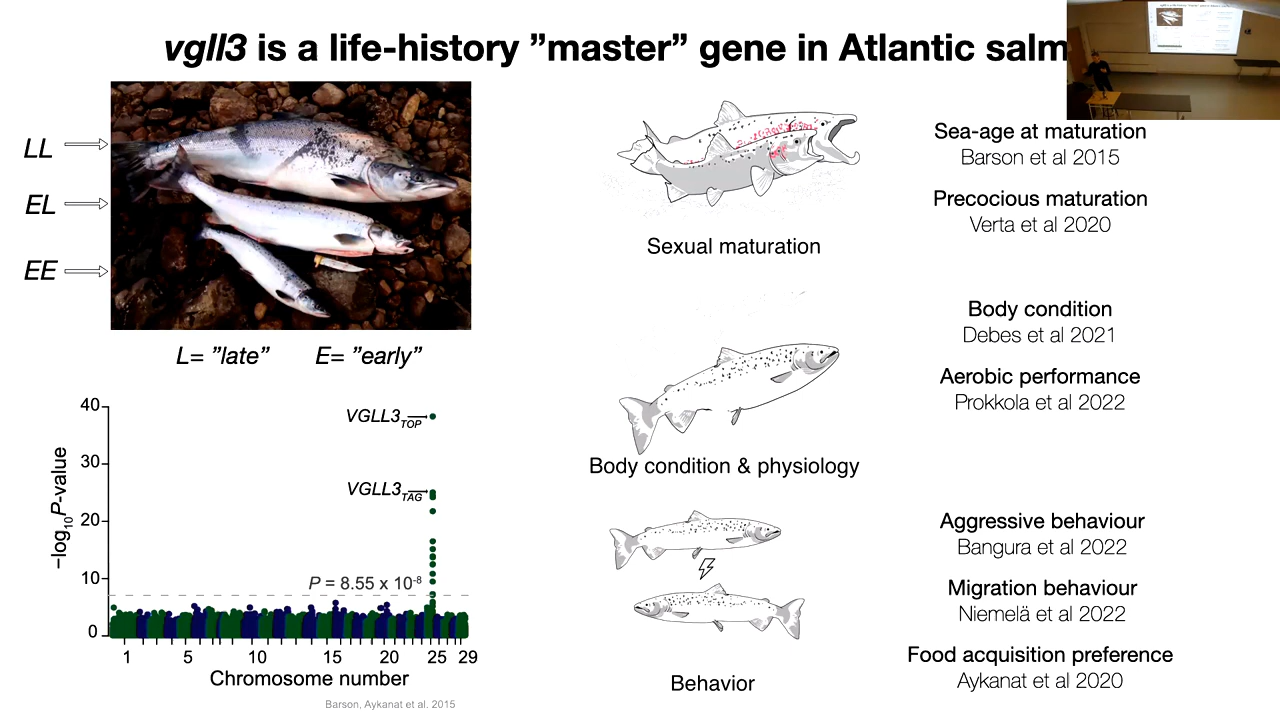 vgll3 is a life-history ”master” gene in Atlantic salm
LL
EL
EE
L= ”late” E= ”early”
40
30
20
10
0
−log10P-value
VGLL3TOP
VGLL3TAG
P = 8.55 x 10-8
1 5 10 15 20 25 29
Chromosome number
Barson, Aykanat et al. 2015
Sexual maturation
Body condition & physiology
Behavior
Sea-age at maturation
Barson et al 2015
Precocious maturation
Verta et al 2020
Body condition
Debes et al 2021
Aerobic performance
Prokkola et al 2022
Aggressive behaviour
Bangura et al 2022
Migration behaviour
Niemelä et al 2022
Food acquisition preference
Aykanat et al 2020